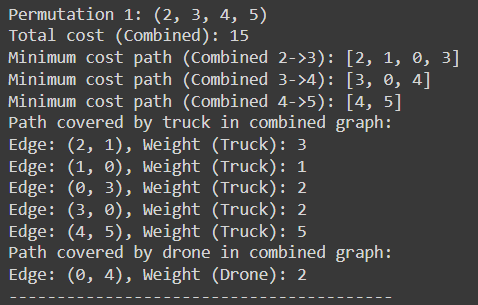 Permutation 1: (2, 3, 4, 5)
Total cost (Combined): 15
Minimum cost path (Combined 2->3): [2, 1, 0, 3]
Minimum cost path (Combined 3->4): [3, 0, 4]
Minimum cost path (Combined 4->5): [4, 5]
Path covered by truck in combined graph:
Edge: (2, 1), Weight (Truck): 3
Edge: (1, 0), Weight (Truck): 1
Edge: (0, 3), Weight (Truck): 2
Edge: (3, 0), Weight (Truck): 2
Edge: (4, 5), Weight (Truck): 5
Path covered by drone in combined graph:
Edge: (0, 4), Weight (Drone): 2
----------------------------------------